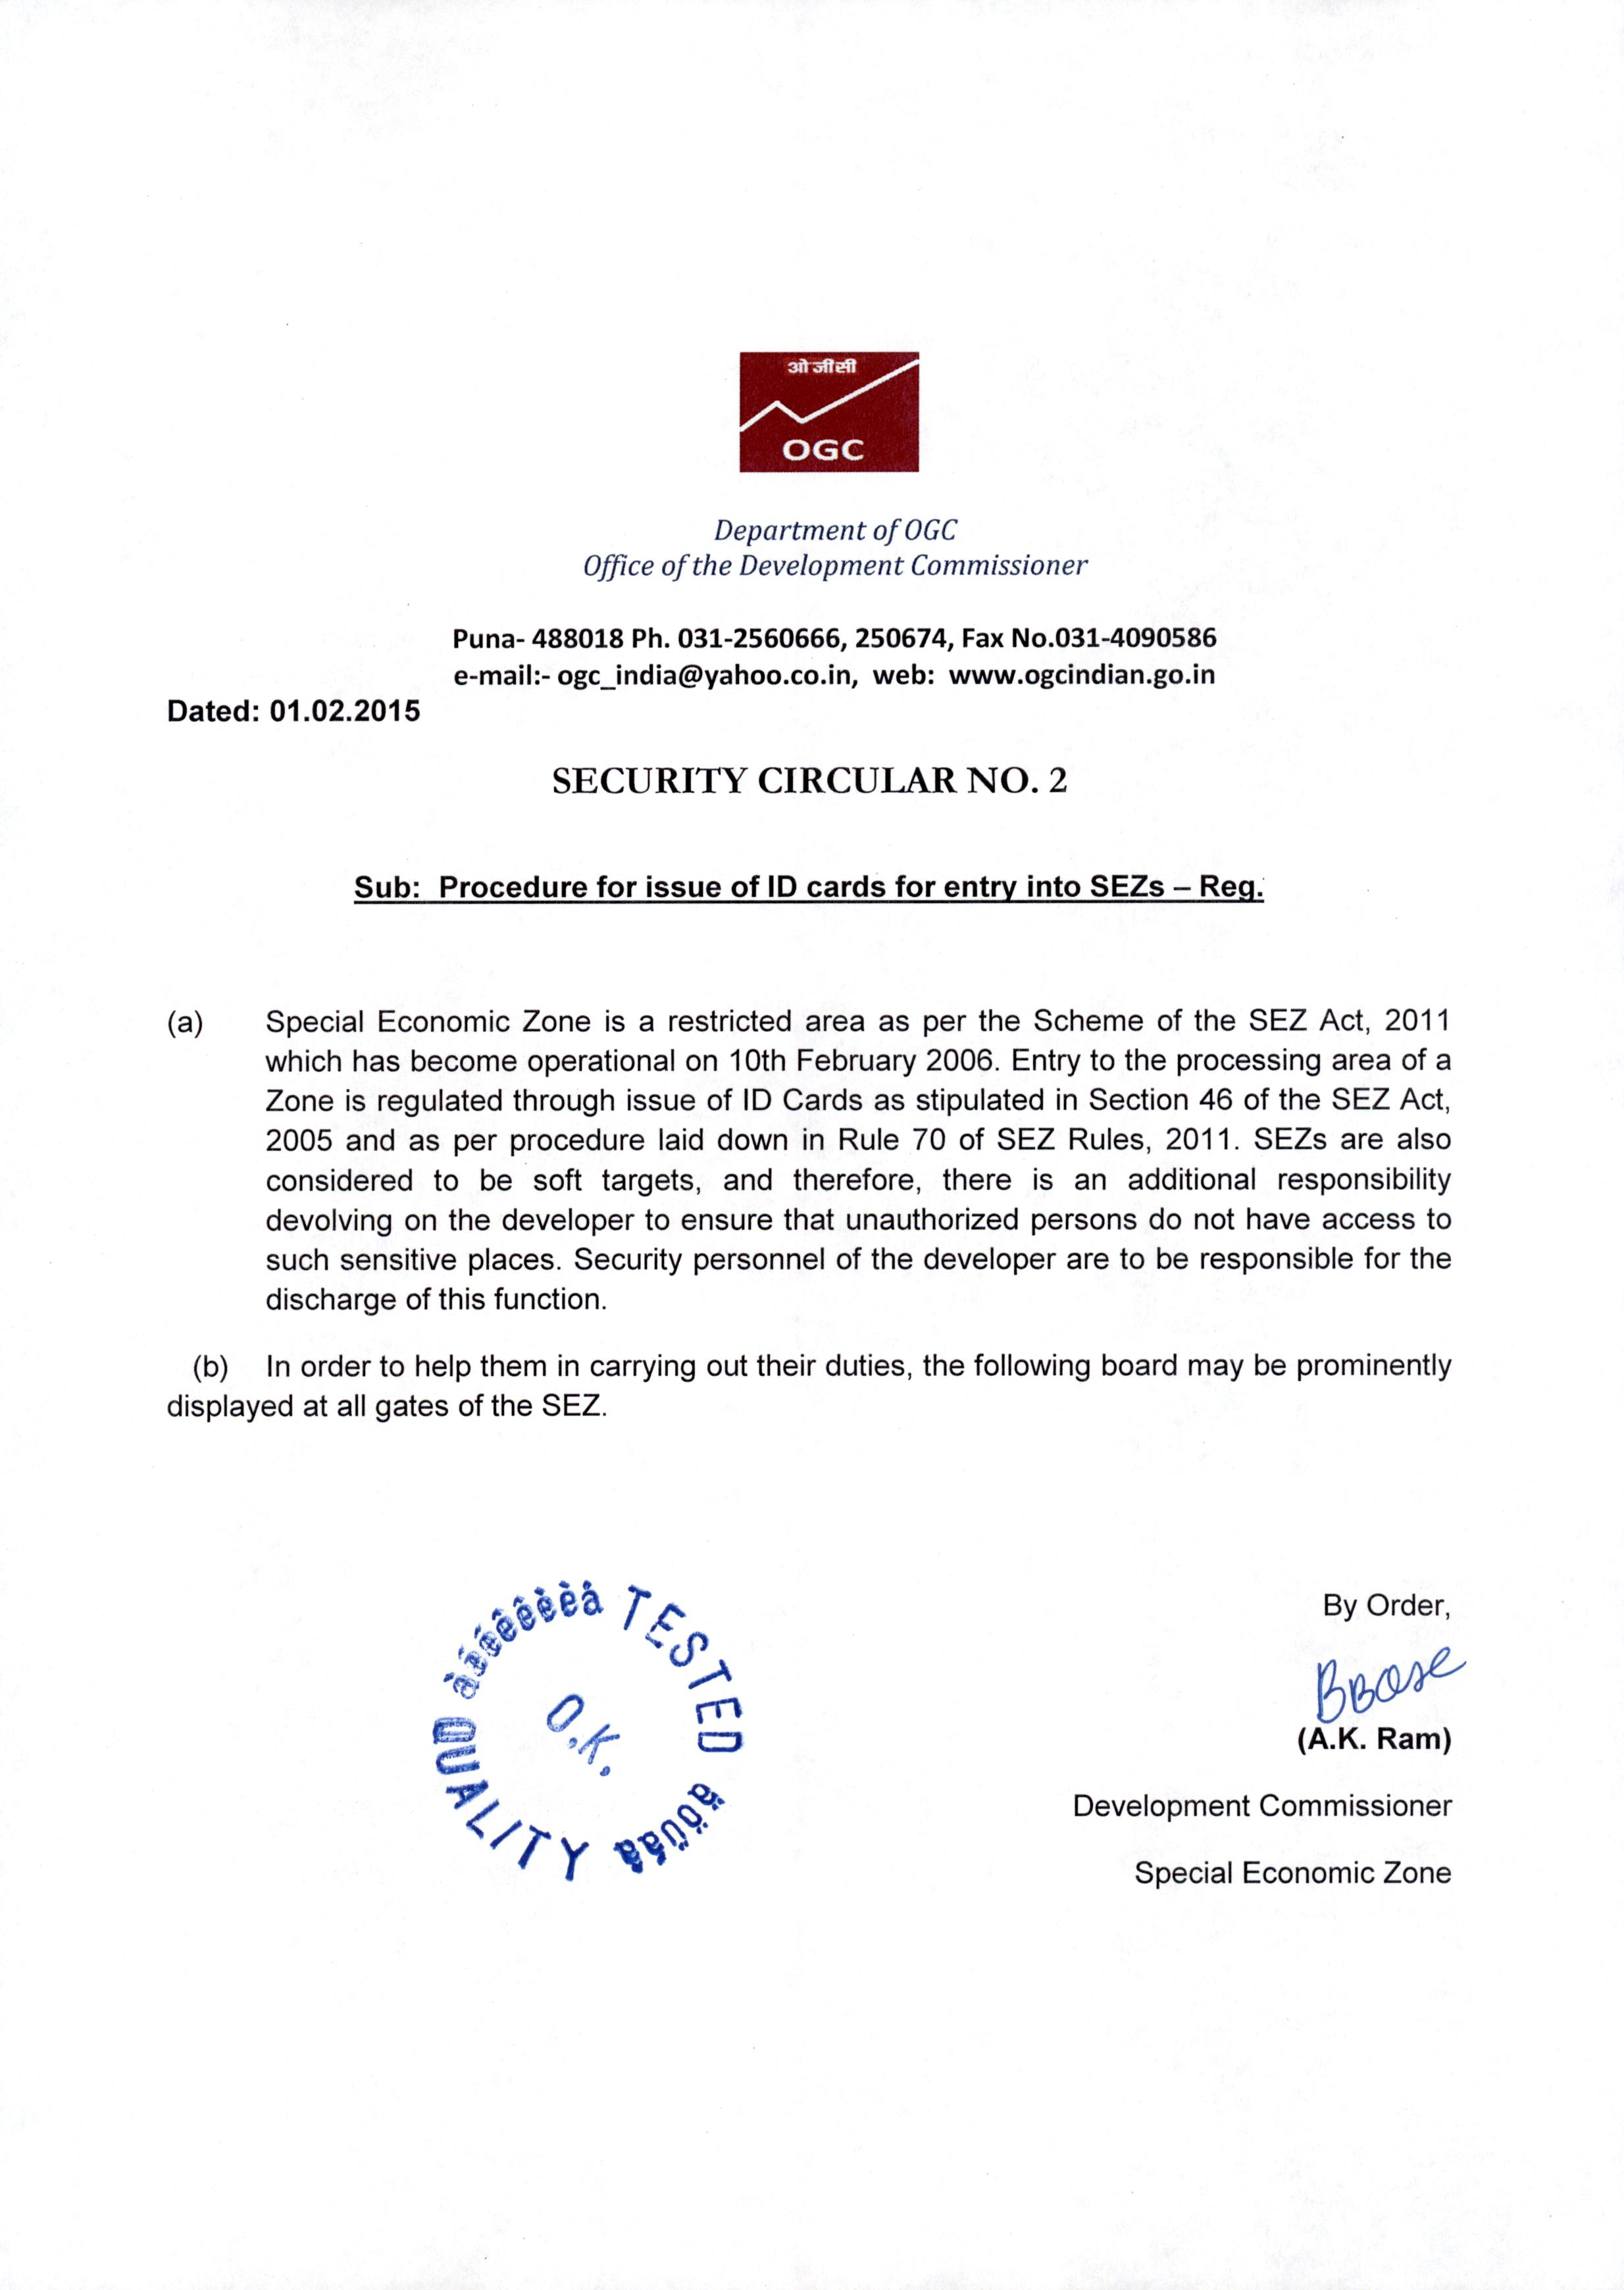 ओ जीसी
OGC
Department of OGC
Office of the Development Commissioner
Puna- 488018 Ph. 031-2560666, 250674, Fax No.031-4090586
e-mail:- ogc_india@yahoo.co.in, web: www.ogcindian.go.in
Dated: 01.02.2015
SECURITY CIRCULAR NO. 2
Sub: Procedure for issue of ID cards for entry into SEZs – Reg.
(a) Special Economic Zone is a restricted area as per the Scheme of the SEZ Act, 2011
which has become operational on 10th February 2006. Entry to the processing area of a
Zone is regulated through issue of ID Cards as stipulated in Section 46 of the SEZ Act,
2005 and as per procedure laid down in Rule 70 of SEZ Rules, 2011. SEZs are also
considered to be soft targets, and therefore, there is an additional responsibility
devolving on the developer to ensure that unauthorized persons do not have access to
such sensitive places. Security personnel of the developer are to be responsible for the
discharge of this function.
(b) In order to help them in carrying out their duties, the following board may be prominently
displayed at all gates of the SEZ.
QUALITY
TESTED
O.K.
By Order,
BBose
(A.K. Ram)
Development Commissioner
Special Economic Zone